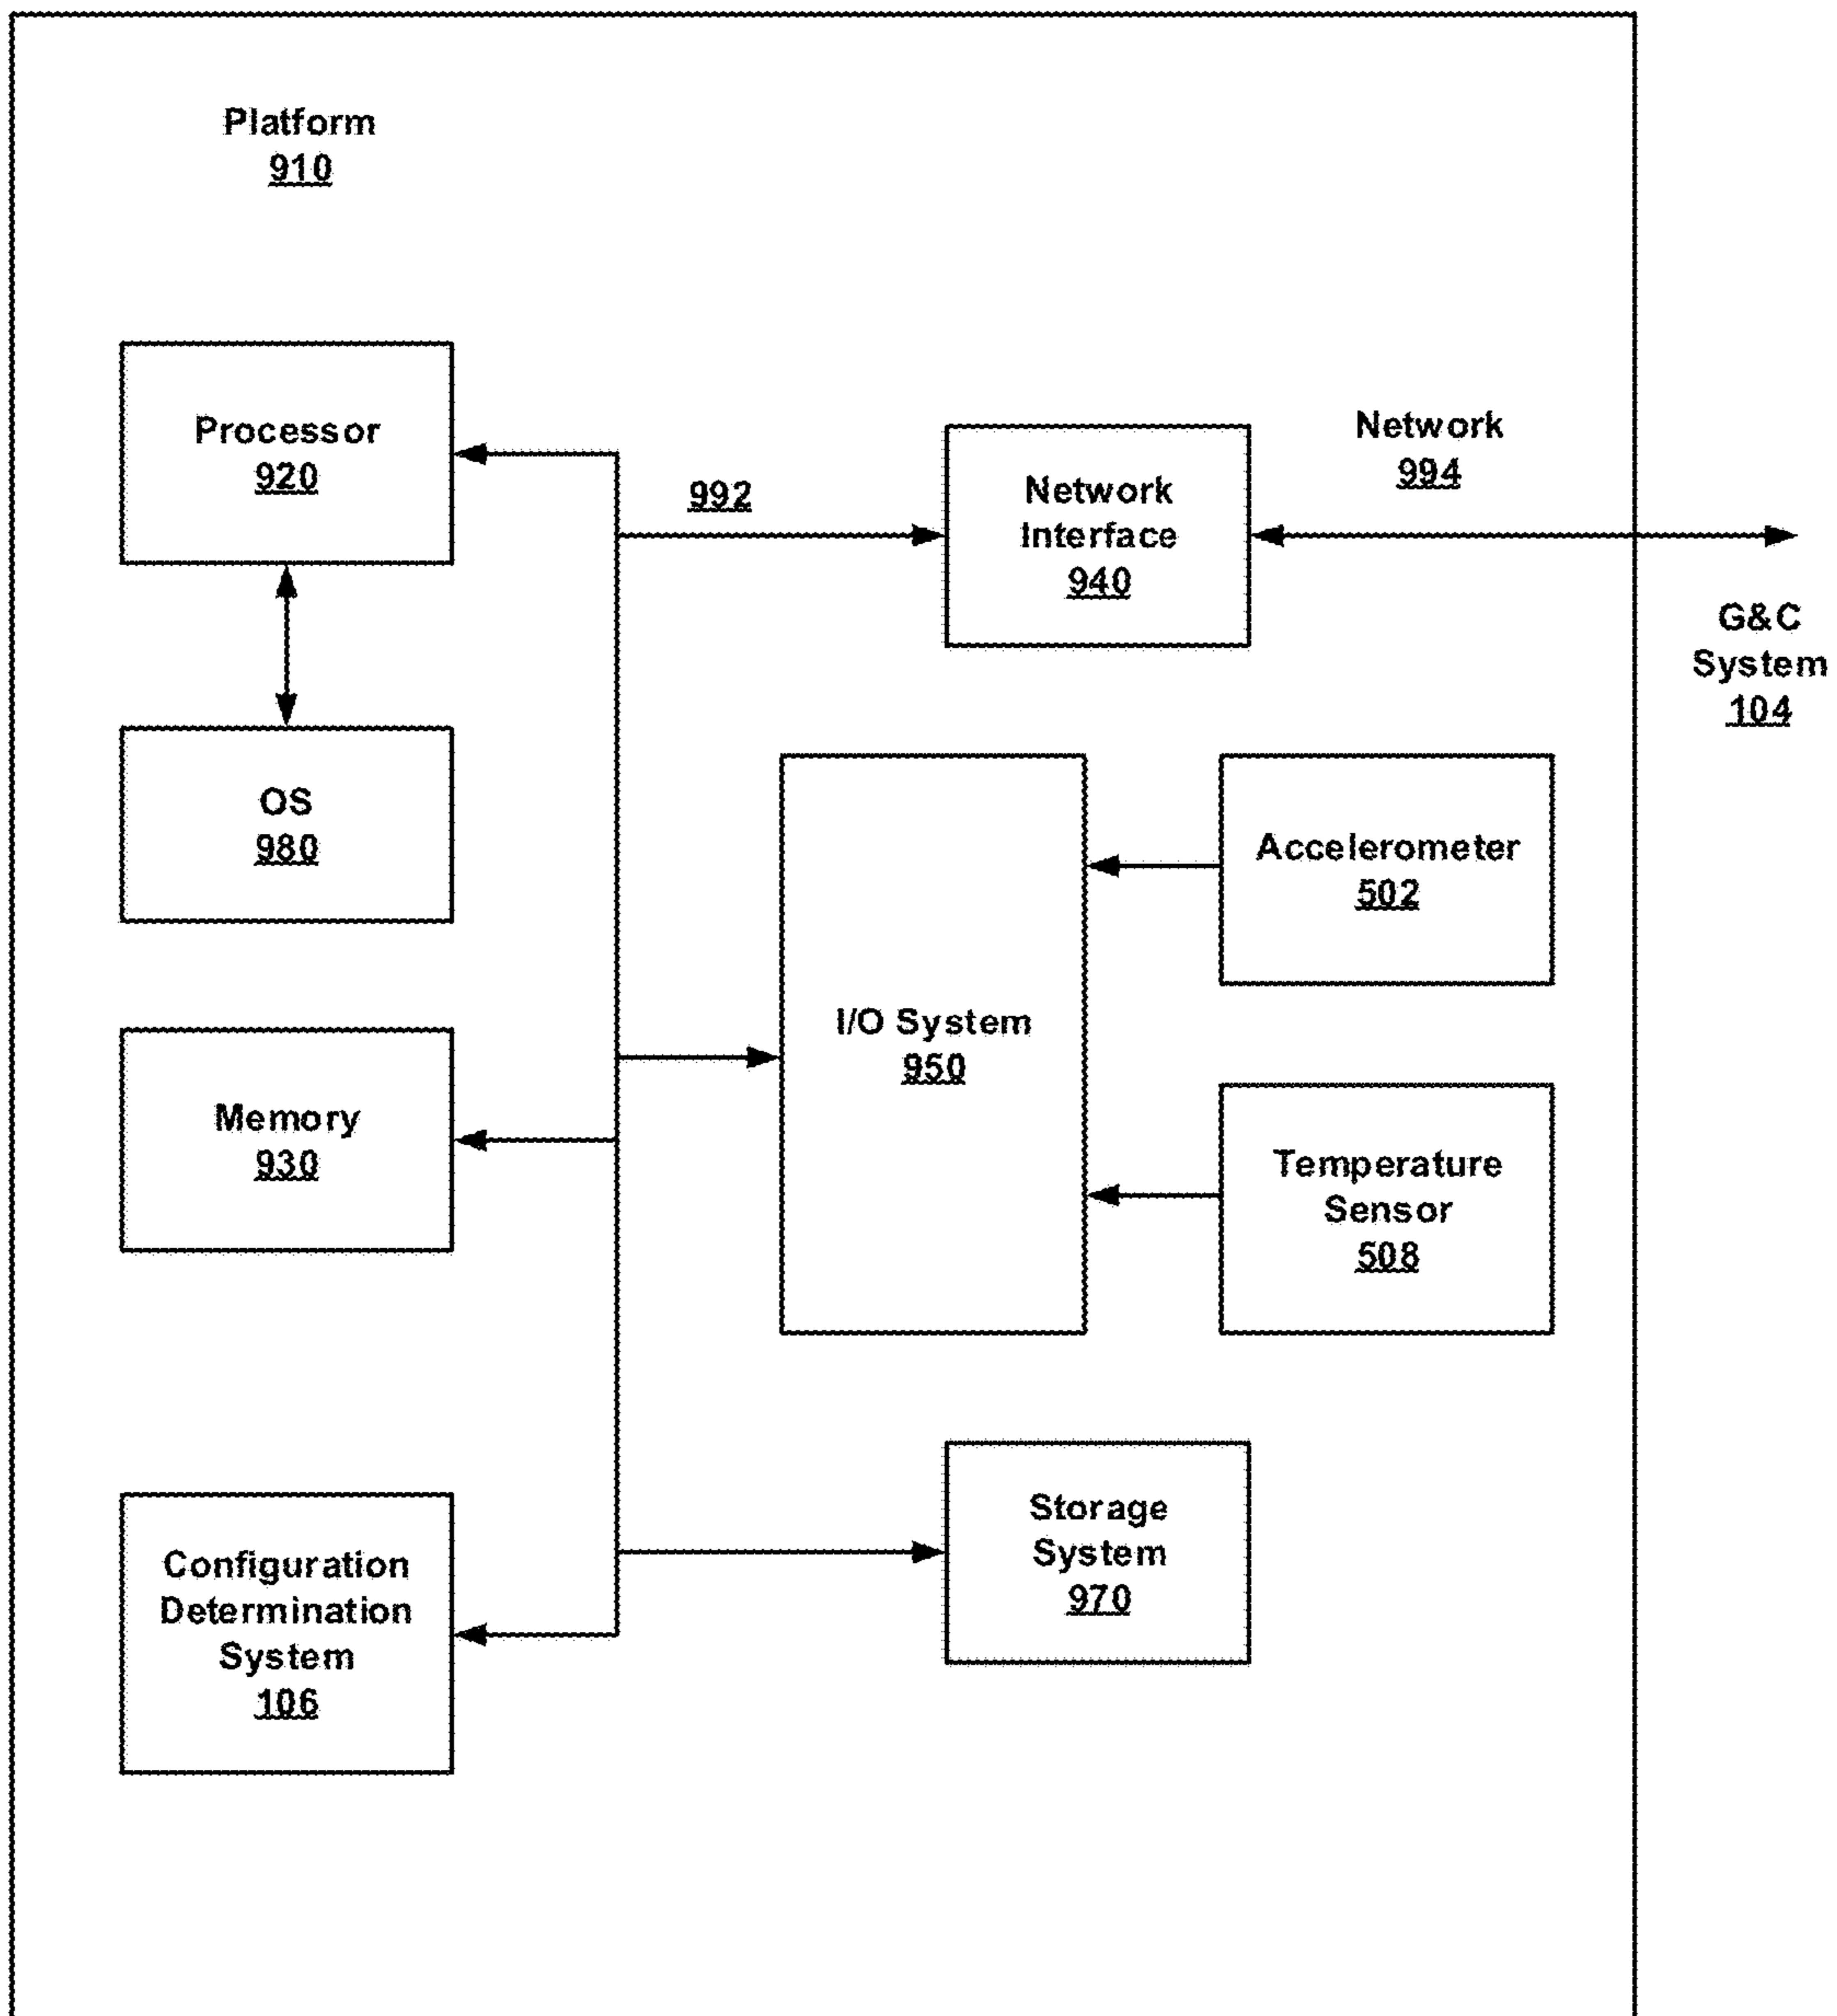 Platform
910
Processor
920
992
Network
Interface
940
Network
994
G&C
System
104
OS
980
I/O System
950
Accelerometer
502
Memory
930
Temperature
Sensor
508
Configuration
Determination
System
106
Storage
System
970